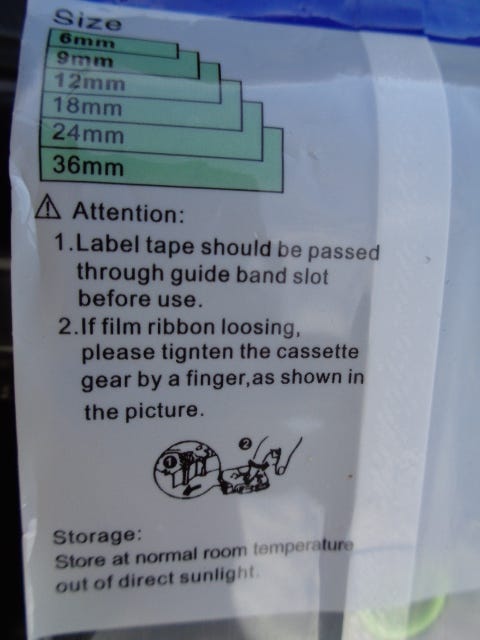 Size
6mm
9mm
12mm
18mm
24mm
36mm
Attention:
1.Label tape should be passed
through guide band slot
before use.
2.If film ribbon loosing,
please tignten the cassette
gear by a finger,as shown in
the picture.
1 2
Storage:
Store at normal room temperature
out of direct sunlight.